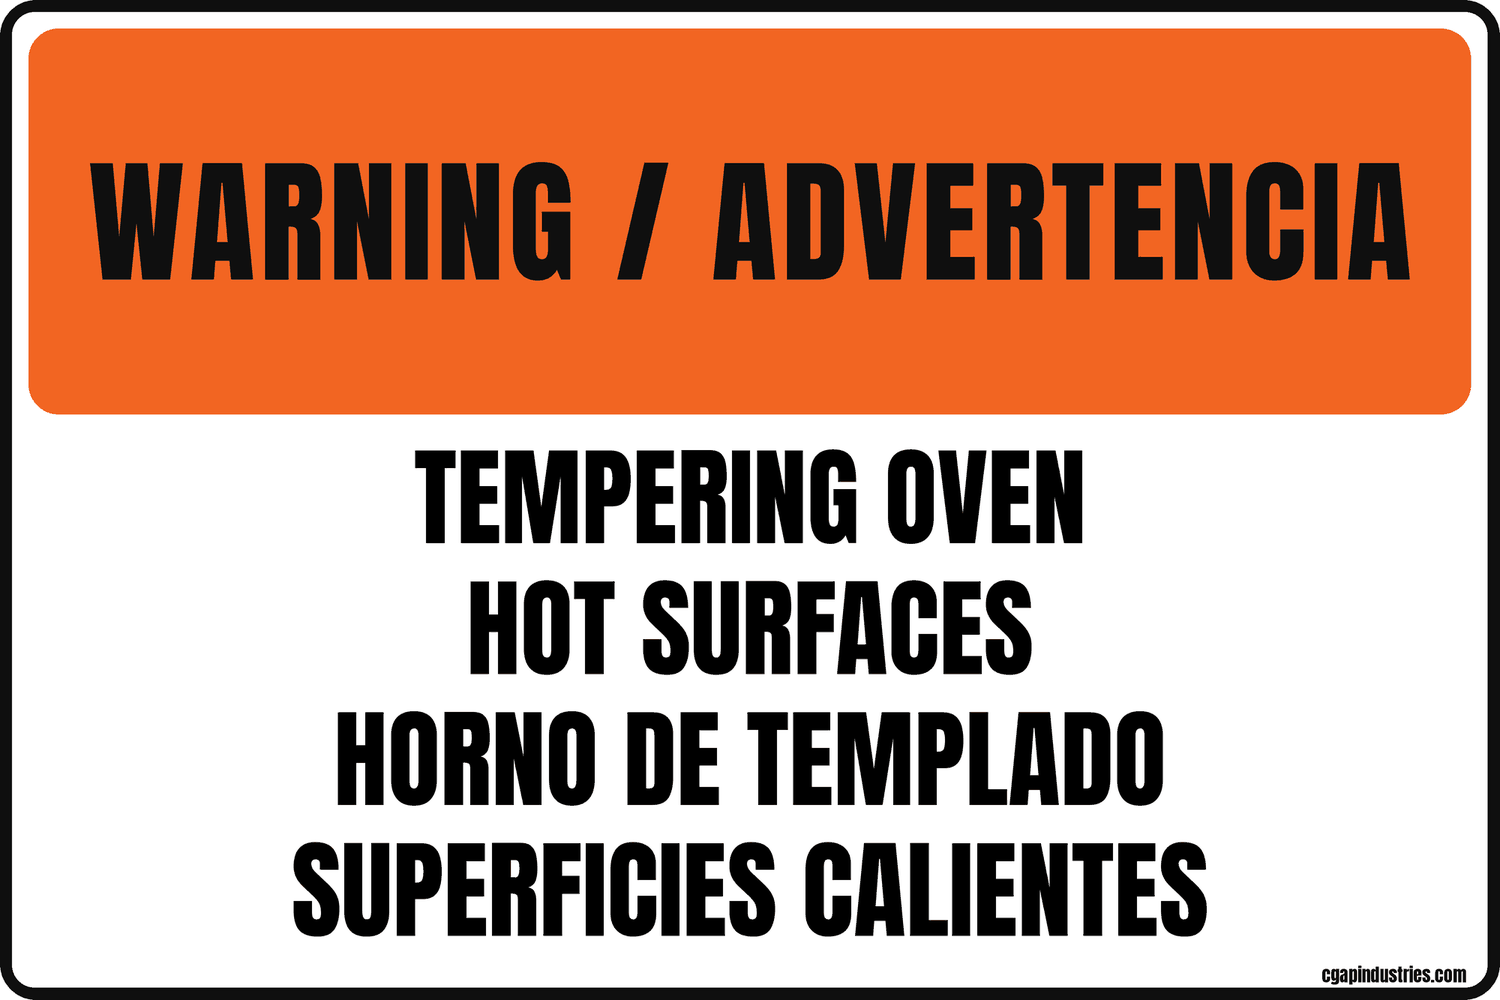 WARNING / ADVERTENCIA
TEMPERING OVEN
HOT SURFACES
HORNO DE TEMPLADO
SUPERFICIES CALIENTES
cgapindustries.com